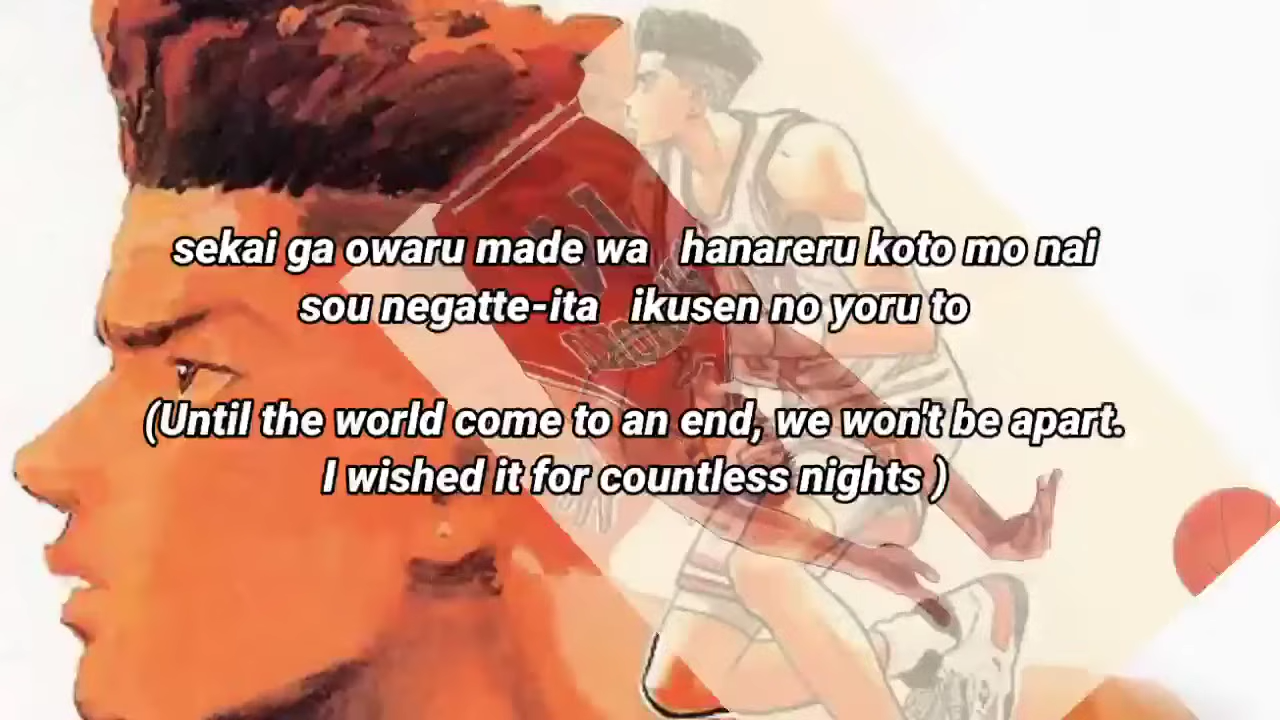 sekai ga owaru made wa hanareru koto mo nai
sou negatte-ita ikusen no yoru to
(Until the world come to an end, we won't be apart.
I wished it for countless nights )